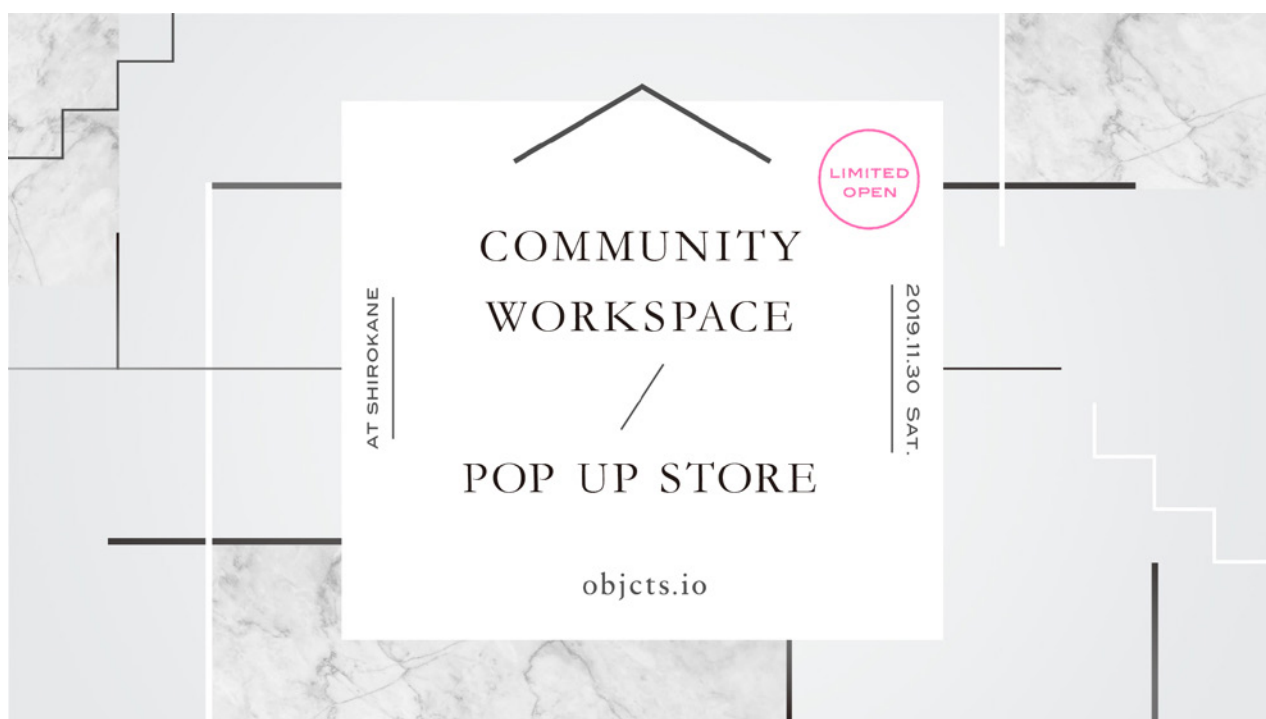 LIMITED
OPEN
COMMUNITY
WORKSPACE
/
POP UP STORE
AT SHIROKANE
2019.11.30 SAT.
objcts.io